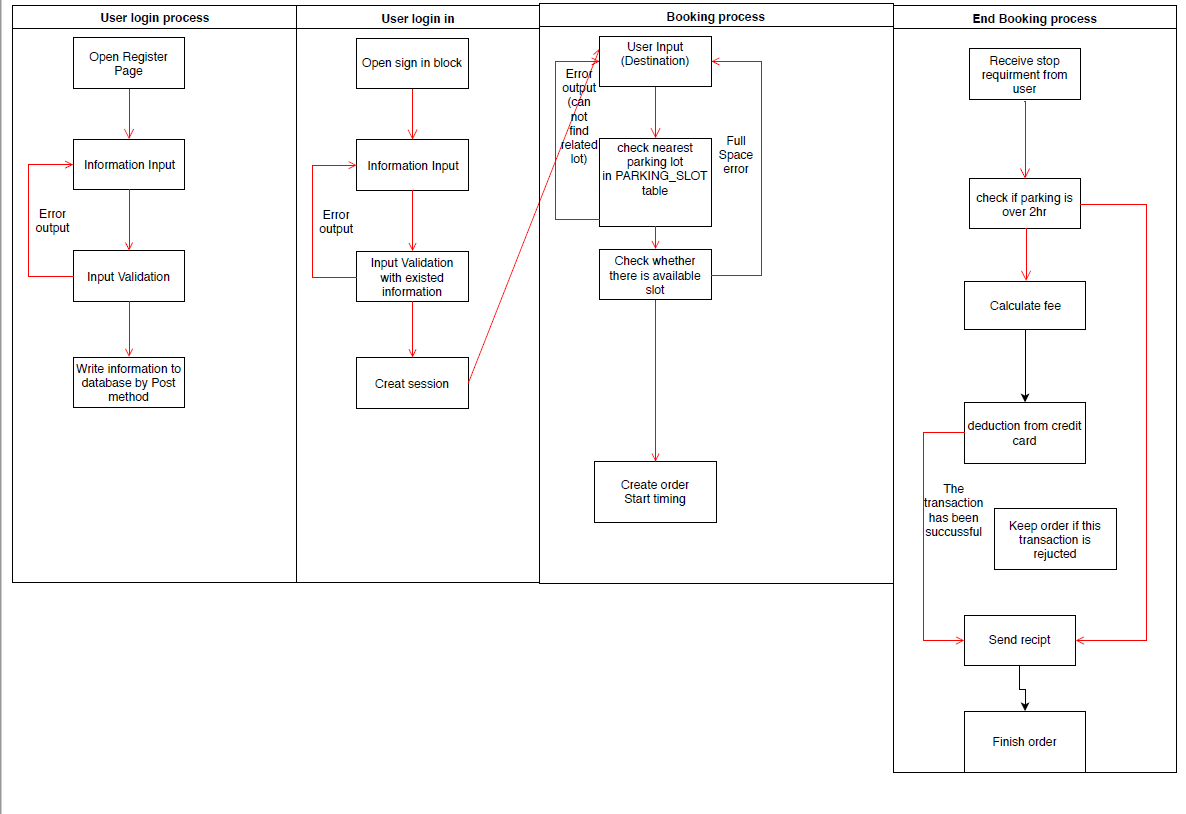 User login process
Open Register
Page
Information Input
Error
output
Input Validation
Write information to
database by Post
method
User login in
Open sign in block
Information Input
Error
output
Input Validation
with existed
information
Creat session
Booking process
User Input
(Destination)
Error
output
(can
not
find
related
lot)
check nearest
parking lot
in PARKING_SLOT
table
Full
Space
error
Check whether
there is available
slot
Create order
Start timing
End Booking process
Receive stop
requirment from
user
check if parking is
over 2hr
Calculate fee
deduction from credit
card
The
transaction
has been
succussful
Keep order if this
transaction is
rejucted
Send recipt
Finish order